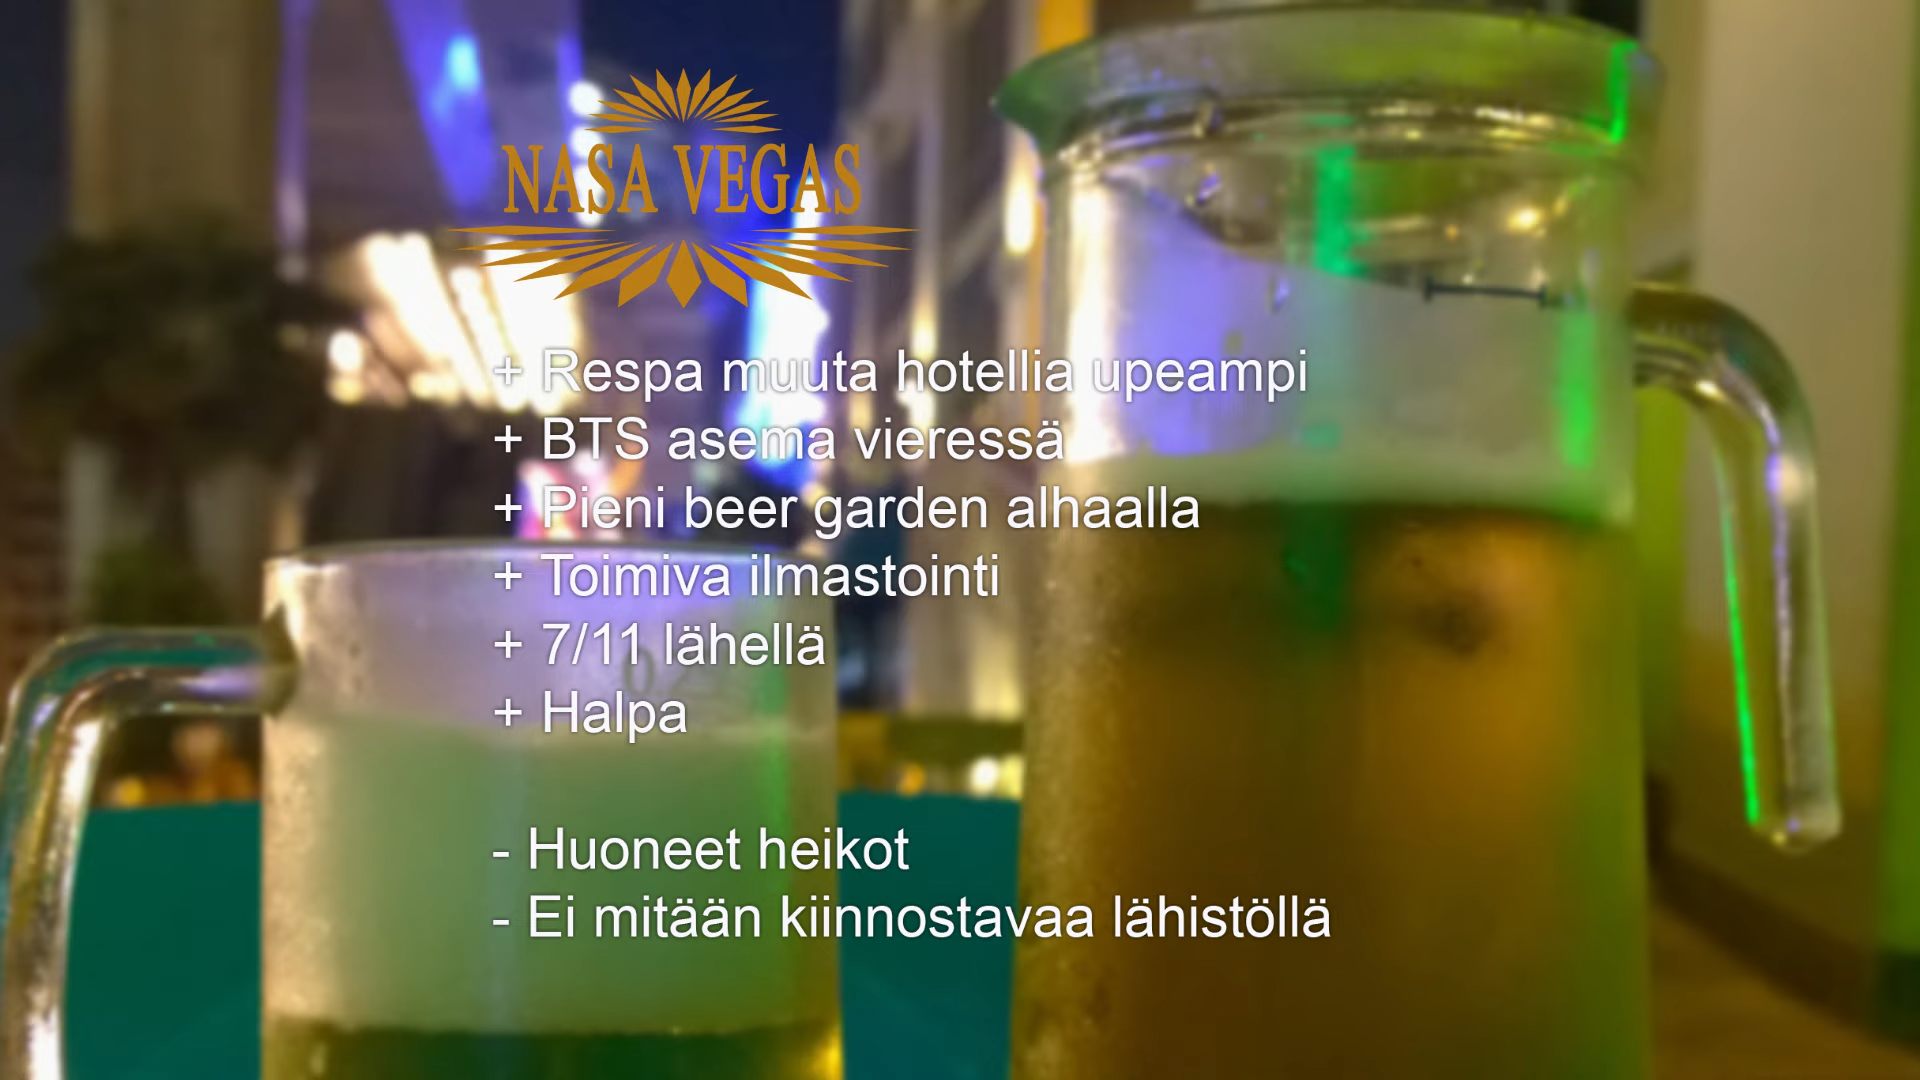 NASA VEGAS
+ Respa muuta hotellia upeampi
+ BTS asema vieressä
+ Pieni beer garden alhaalla
+ Toimiva ilmastointi
+ 7/11 lähellä
+ Halpa
- Huoneet heikot
- Ei mitään kiinnostavaa lähistöllä